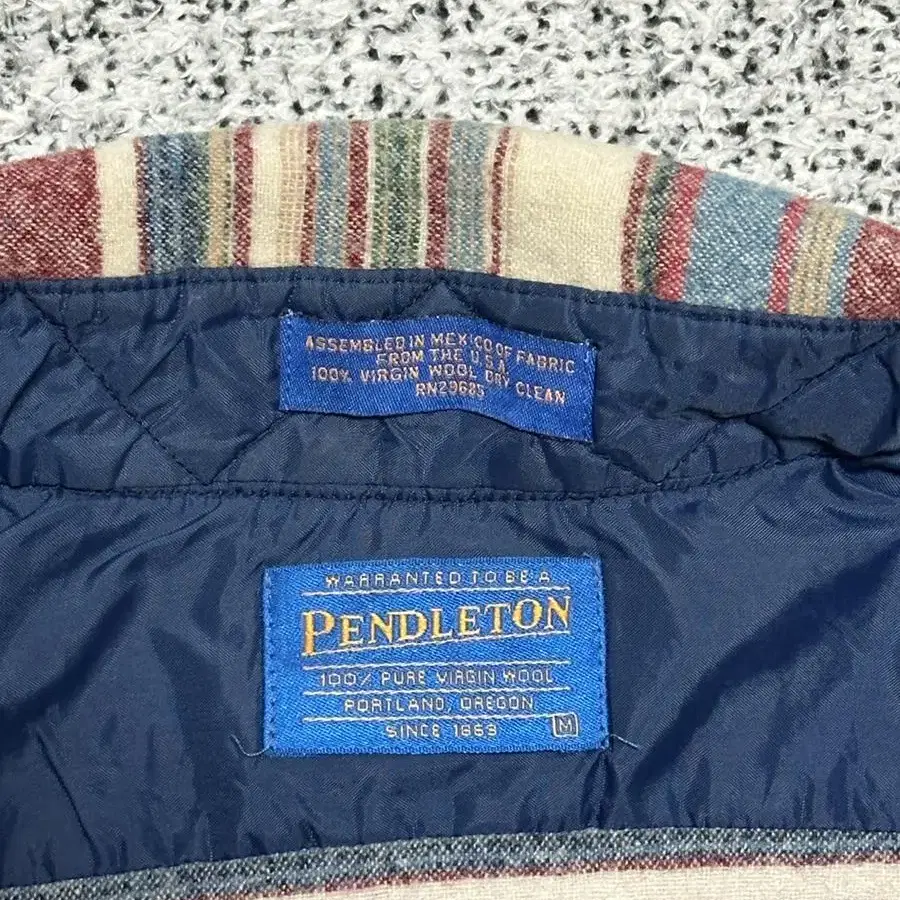 ASSEMBLED IN MEXICO OF FABRIC
FROM THE U.S.A.
100% VIRGIN WOOL DRY CLEAN
RN29685
WARRANTED TO BE A
PENDLETON
100% PURE VIRGIN WOOL
PORTLAND, OREGON
SINCE 1863 M